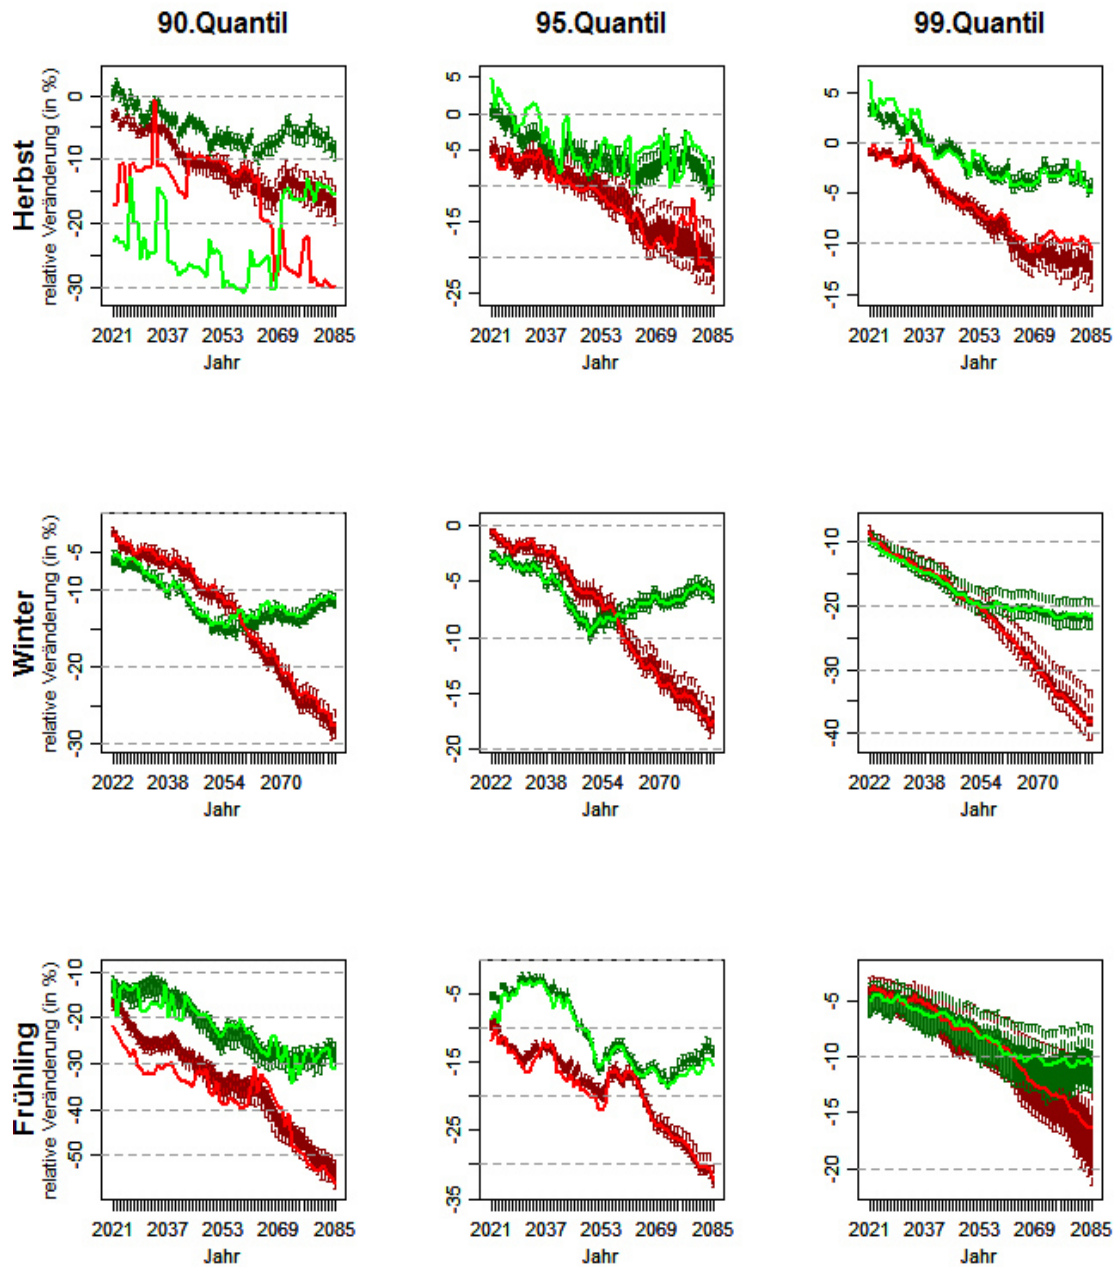 90.Quantil 95.Quantil 99.Quantil
Herbst
relative Veränderung (in %)
0 -10 -20 -30
2021 2037 2053 2069 2085
Jahr
5 0 -5 -15 -25
2021 2037 2053 2069 2085
Jahr
5 0 -5 -10 -15
2021 2037 2053 2069 2085
Jahr
Winter
relative Veränderung (in %)
-5 -10 -20 -30
2022 2038 2054 2070
Jahr
0 -5 -10 -15 -20
2022 2038 2054 2070
Jahr
-10 -20 -30 -40
2022 2038 2054 2070
Jahr
Frühling
relative Veränderung (in %)
-10 -20 -30 -40 -50
2021 2037 2053 2069 2085
Jahr
-5 -15 -25 -35
2021 2037 2053 2069 2085
Jahr
-5 -10 -15 -20
2021 2037 2053 2069 2085
Jahr